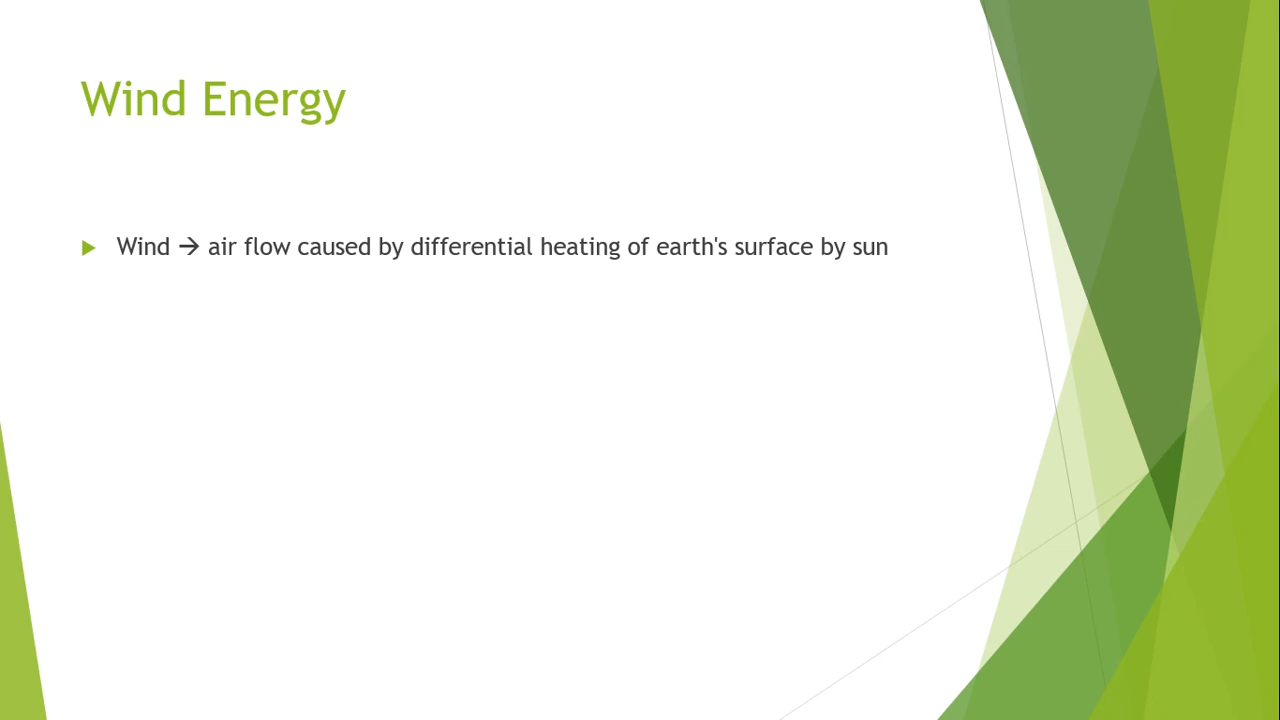 Wind Energy
Wind → air flow caused by differential heating of earth's surface by sun